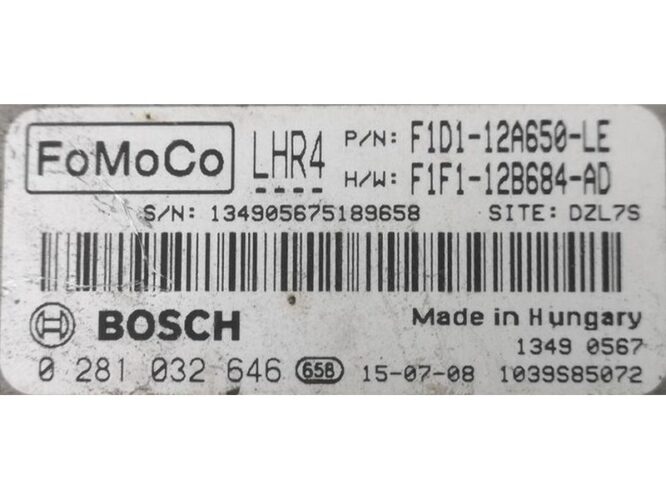 FoMoCo LHR4 P/N: F1D1-12A650-LE
H/W: F1F1-12B684-AD
S/N: 134905675189658 SITE: DZL7S
BOSCH Made in Hungary
1349 0567
0 281 032 646 658 15-07-08 1039S85072